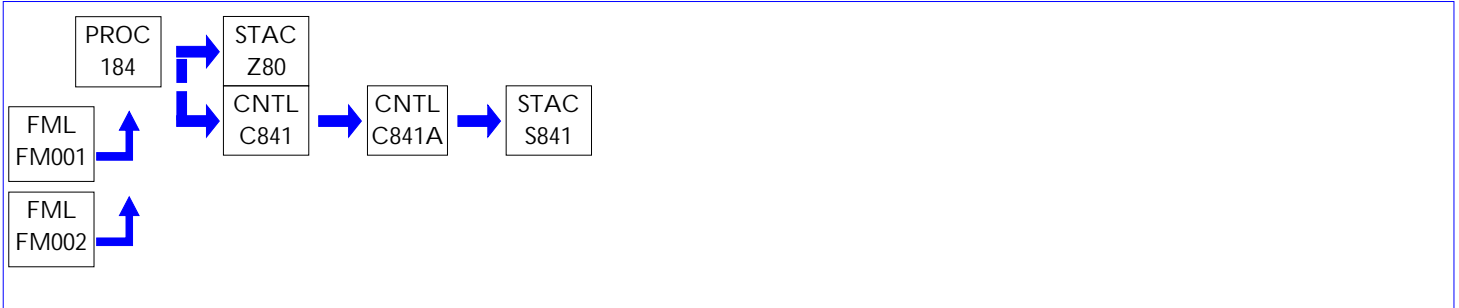 PROC
184
STAC
Z80
CNTL
C841
CNTL
C841A
STAC
S841
FML
FM001
FML
FM002